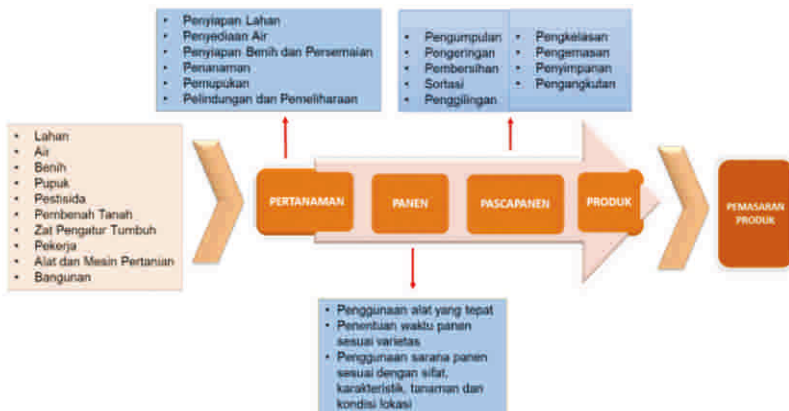 Penyiapan Lahan
Penyediaan Air
Penyiapan Benih dan Persemaian
Penanaman
Pemupukan
Pelindungan dan Pemeliharaan
Pengumpulan
Pengeringan
Pembersihan
Sortasi
Penggilingan
Pengkelasan
Pengemasan
Penyimpanan
Pengangkutan
Lahan
Air
Benih
Pupuk
Pestisida
Pembenah Tanah
Zat Pengatur Tumbuh
Pekerja
Alat dan Mesin Pertanian
Bangunan
PERTANAMAN
PANEN
PASCAPANEN
PRODUK
PEMASARAN
PRODUK
Penggunaan alat yang tepat
Penentuan waktu panen
sesuai varietas
Penggunaan sarana panen
sesuai dengan sifat,
karakteristik, tanaman dan
kondisi lokasi